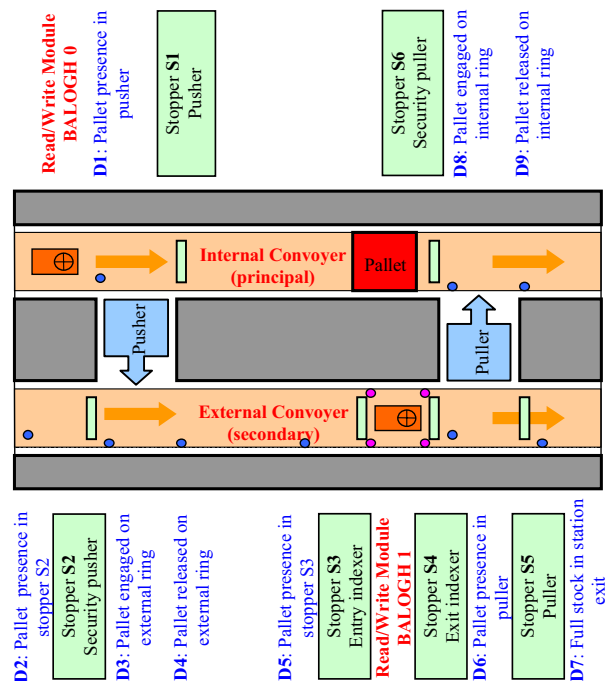 Read/Write Module
BALOGH 0
D1: Pallet presence in
pusher
Stopper S1
Pusher
Stopper S6
Security puller
D8: Pallet engaged on
internal ring
D9: Pallet released on
internal ring
Internal Convoyer
(principal)
Pallet
Pusher
Puller
External Convoyer
(secondary)
D2: Pallet presence in
stopper S2
Stopper S2
Security pusher
D3: Pallet engaged on
external ring
D4: Pallet released on
external ring
D5: Pallet presence in
stopper S3
Stopper S3
Entry indexer
Read/Write Module
BALOGH 1
Stopper S4
Exit indexer
D6: Pallet presence in
puller
Stopper S5
Puller
D7: Full stock in station
exit